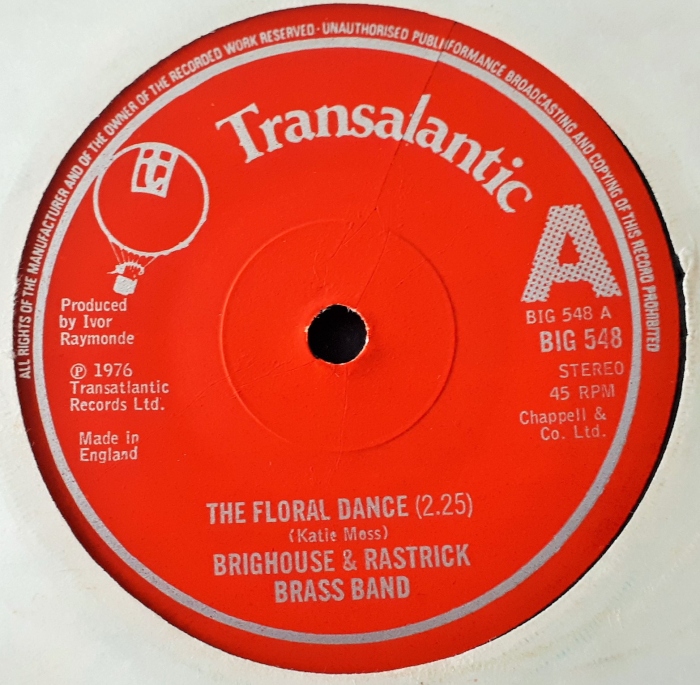 ALL RIGHTS OF THE MANUFACTURER AND OF THE OWNER OF THE RECORDED WORK RESERVED · UNAUTHORISED PUBL FORMANCE BROADCASTING AND COPYING OF THIS RECORD PROHIBITED
Transalantic
A
Produced
by Ivor
Raymonde
℗ 1976
Transatlantic
Records Ltd.
Made in
England
BIG 548 A
BIG 548
STEREO
45 RPM
Chappell &
Co. Ltd.
THE FLORAL DANCE (2.25)
(Katie Moss)
BRIGHOUSE & RASTRICK
BRASS BAND